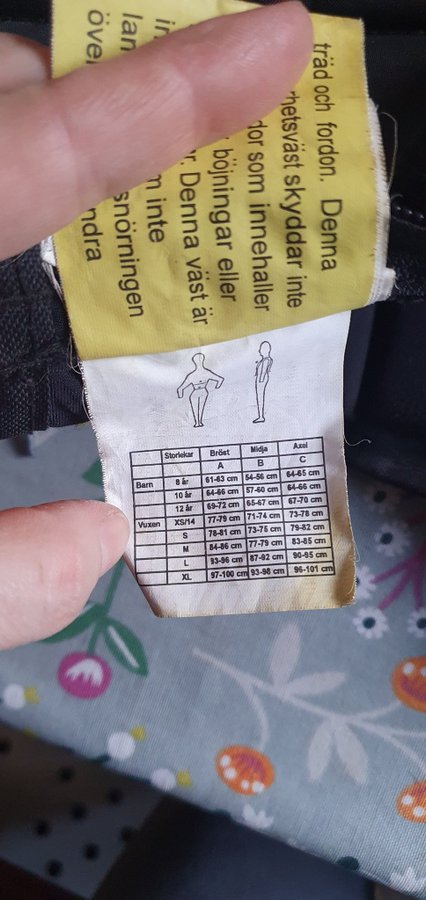 träd och fordon. Denna
skyddar inte
som innehaller
böjningar eller
Denna väst är
inte
snörningen
Storlekar Bröst Midja Axel
A B C
Barn 8 år 61-63 cm 54-56 cm 64-65 cm
10 år 64-66 cm 57-60 cm 64-66 cm
12 år 69-72 cm 65-67 cm 67-70 cm
Vuxen XS/14 77-79 cm 71-74 cm 73-78 cm
S 78-81 cm 73-75 cm 79-82 cm
M 84-86 cm 77-79 cm 83-85 cm
L 93-96 cm 87-92 cm 90-95 cm
XL 97-100 cm 93-98 cm 96-101 cm